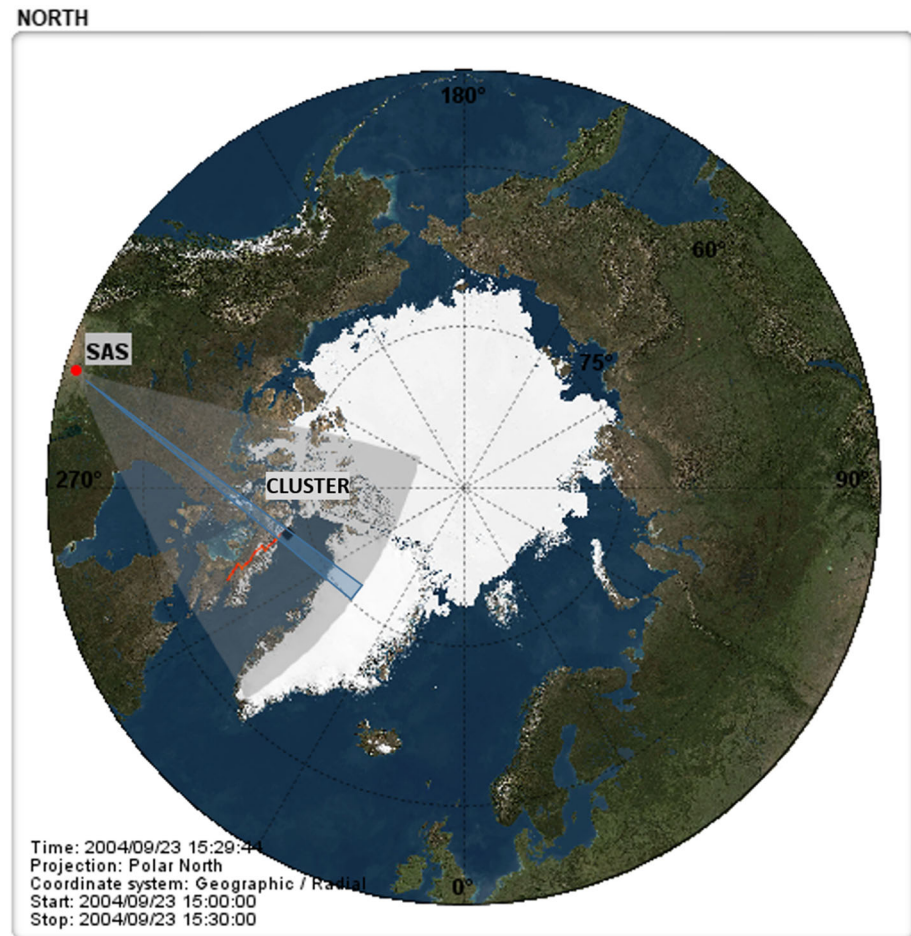 NORTH
180°
60°
SAS
75°
270°
CLUSTER
90°
0°
Time: 2004/09/23 15:29:44
Projection: Polar North
Coordinate system: Geographic / Radial
Start: 2004/09/23 15:00:00
Stop: 2004/09/23 15:30:00